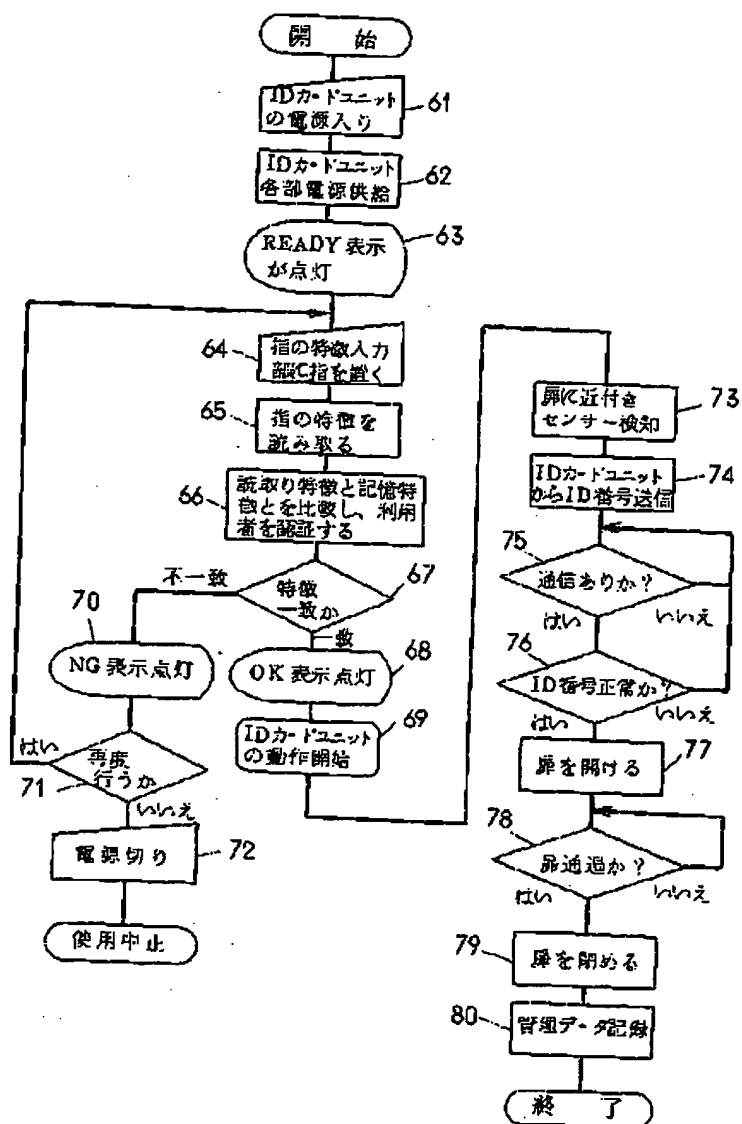 開 始
IDカードユニット
の電源入り
61
IDカードユニット
各部電源供給
62
READY 表示
が点灯
63
64
指の特徴入力
部に指を置く
65
指の特徴を
読み取る
66
読取り特徴と記憶特
徴とを比較し、利用
者を認証する
特徴
一致か
67
不一致
一致
70
NG 表示点灯
OK 表示点灯
68
IDカードユニット
の動作開始
69
はい
再度
行うか
71
いいえ
電源切り
72
使用中止
扉に近付き
センサー検知
73
IDカードユニット
からID番号送信
74
75
通信ありか?
はい
いいえ
76
ID番号正常か?
はい
いいえ
扉を開ける
77
78
扉通過か?
はい
いいえ
79
扉を閉める
80
管理データ記録
終 了